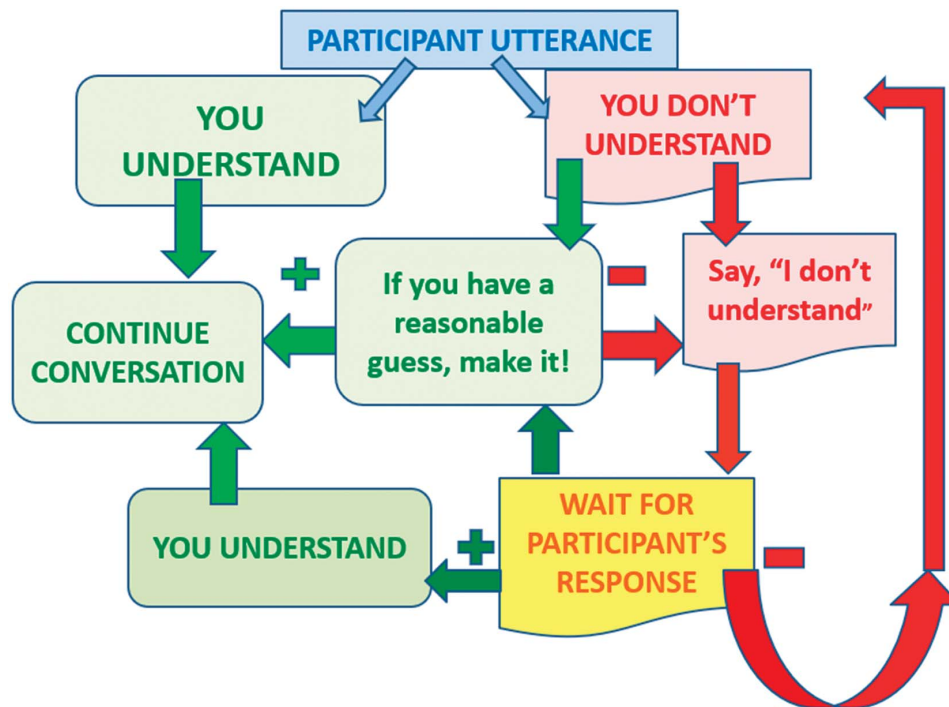 PARTICIPANT UTTERANCE
YOU
UNDERSTAND
YOU DON’T
UNDERSTAND
If you have a
reasonable
guess, make it!
Say, “I don’t
understand”
CONTINUE
CONVERSATION
YOU UNDERSTAND
WAIT FOR
PARTICIPANT’S
RESPONSE